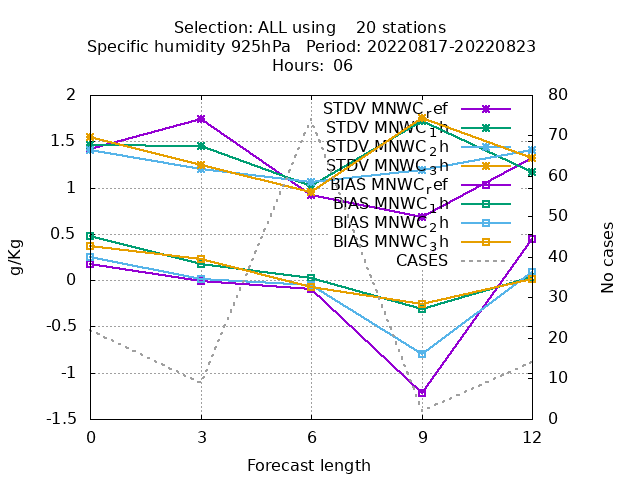 Selection: ALL using    20 stations
Specific humidity 925hPa   Period: 20220817-20220823
Hours:  06
STDV MNWC_ref
STDV MNWC_1h
STDV MNWC_2h
STDV MNWC_3h
BIAS MNWC_ref
BIAS MNWC_1h
BIAS MNWC_2h
BIAS MNWC_3h
CASES
g/Kg
2
1.5
1
0.5
0
-0.5
-1
-1.5
80
70
60
50
40
30
20
10
0
No cases
0 3 6 9 12
Forecast length